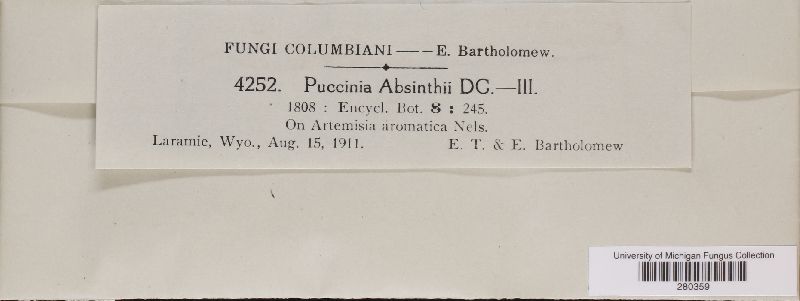 FUNGI COLUMBIANI——E. Bartholomew.
4252. Puccinia Absinthii DC.—III.
1808 : Encycl. Bot. 8 : 245.
On Artemisia aromatica Nels.
Laramie, Wyo., Aug. 15, 1911. E. T. & E. Bartholomew
University of Michigan Fungus Collection
280359